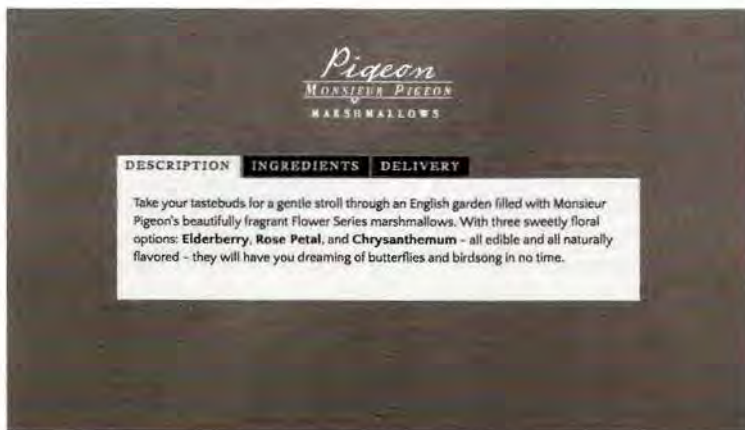 Pigeon
MONSIEUR PIGEON
MARSHMALLOWS
DESCRIPTION INGREDIENTS DELIVERY
Take your tastebuds for a gentle stroll through an English garden filled with Monsieur
Pigeon's beautifully fragrant Flower Series marshmallows. With three sweetly floral
options: Elderberry, Rose Petal, and Chrysanthemum – all edible and all naturally
flavored – they will have you dreaming of butterflies and birdsong in no time.